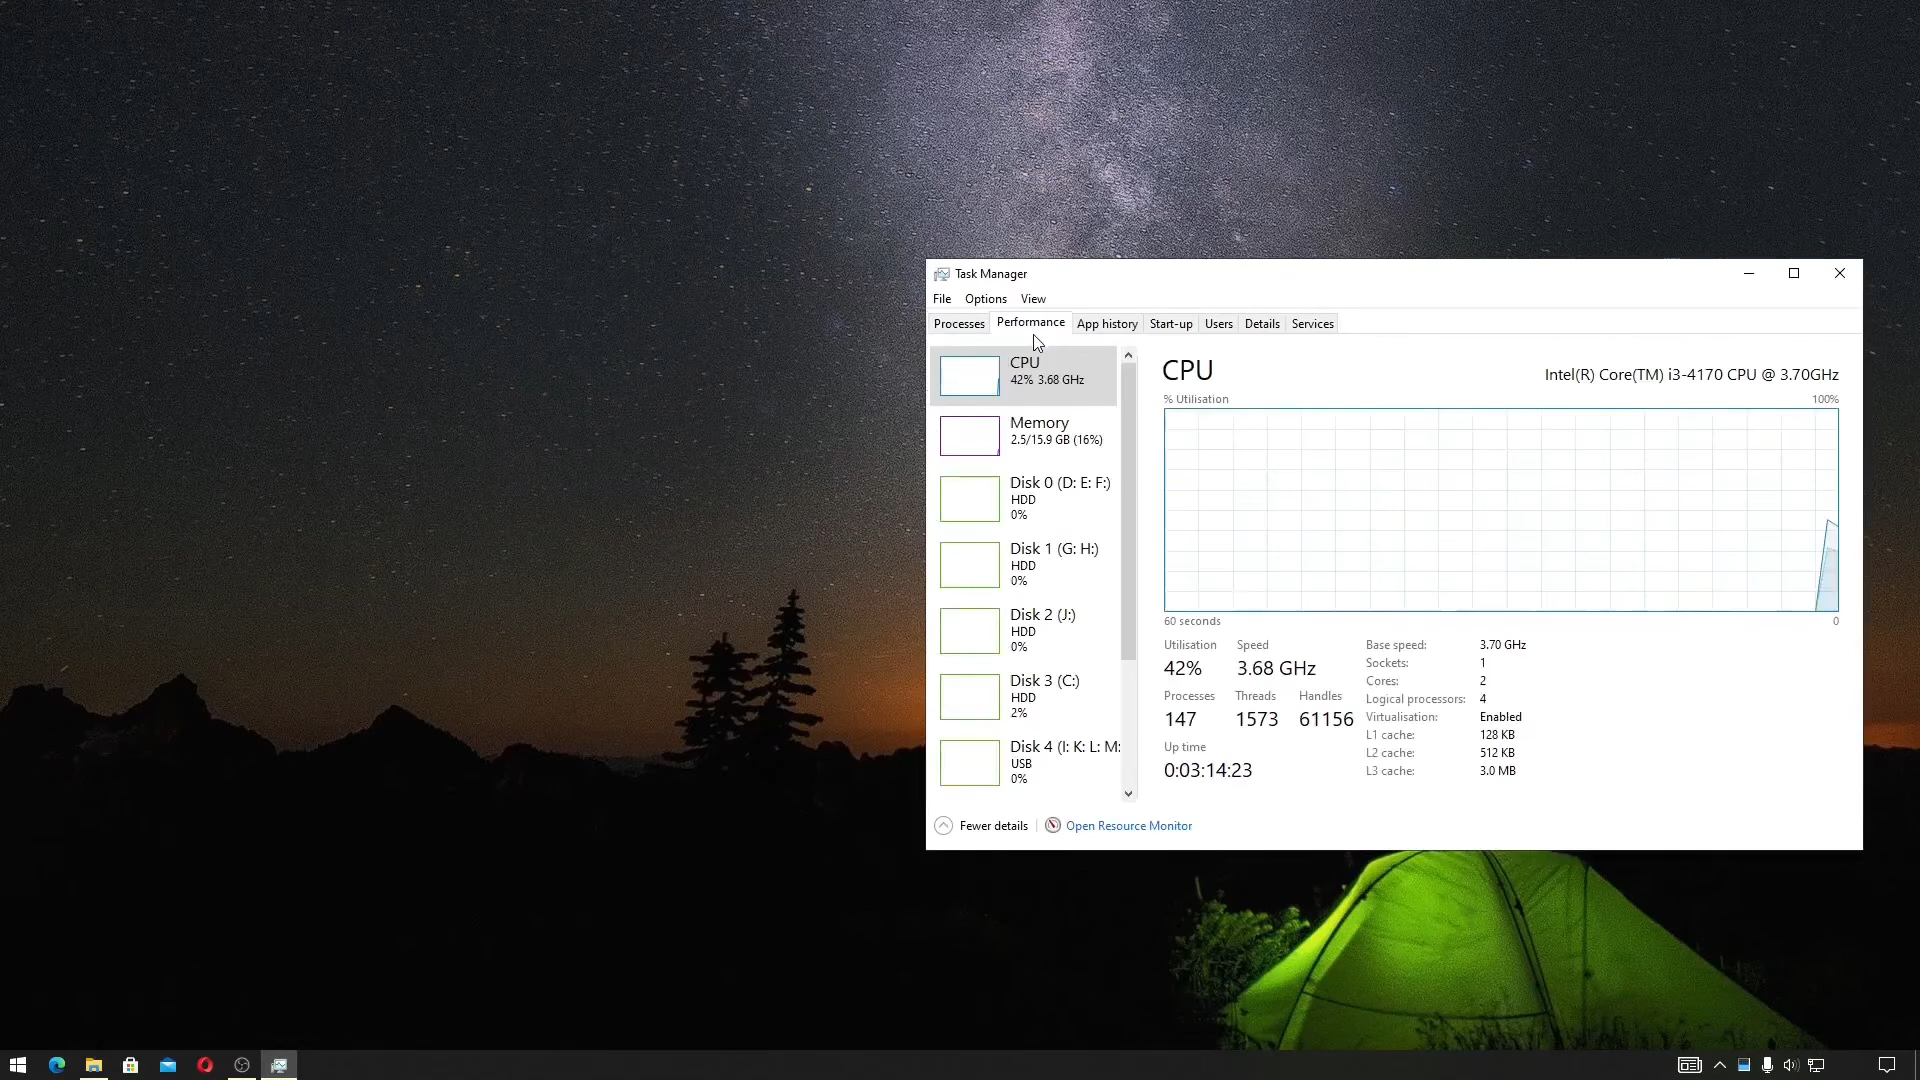 Task Manager
File Options View
Processes Performance App history Start-up Users Details Services
CPU
42% 3.68 GHz
Memory
2.5/15.9 GB (16%)
Disk 0 (D: E: F:)
HDD
0%
Disk 1 (G: H:)
HDD
0%
Disk 2 (J:)
HDD
0%
Disk 3 (C:)
HDD
2%
Disk 4 (I: K: L: M:
USB
0%
CPU
Intel(R) Core(TM) i3-4170 CPU @ 3.70GHz
% Utilisation 100%
60 seconds 0
Utilisation Speed
42% 3.68 GHz
Processes Threads Handles
147 1573 61156
Up time
0:03:14:23
Base speed: 3.70 GHz
Sockets: 1
Cores: 2
Logical processors: 4
Virtualisation: Enabled
L1 cache: 128 KB
L2 cache: 512 KB
L3 cache: 3.0 MB
Fewer details Open Resource Monitor